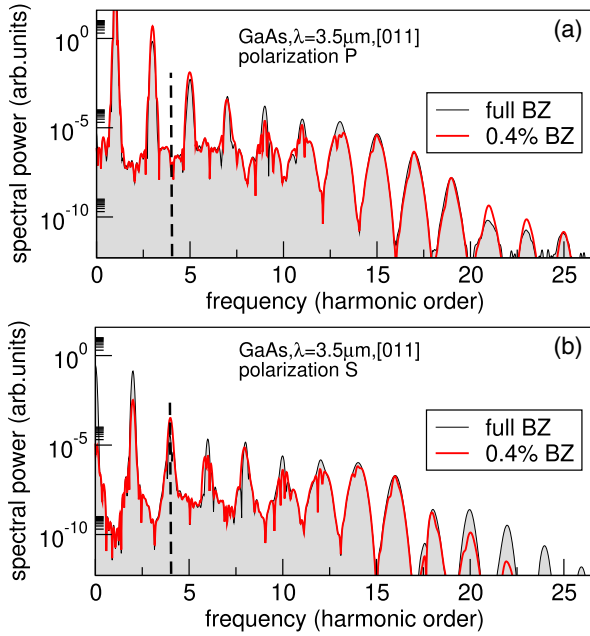 (a)
GaAs,λ=3.5μm,[011]
polarization P
full BZ
0.4% BZ
spectral power (arb.units)
10^0
10^-5
10^-10
0 5 10 15 20 25
frequency (harmonic order)
(b)
GaAs,λ=3.5μm,[011]
polarization S
full BZ
0.4% BZ
spectral power (arb.units)
10^0
10^-5
10^-10
0 5 10 15 20 25
frequency (harmonic order)